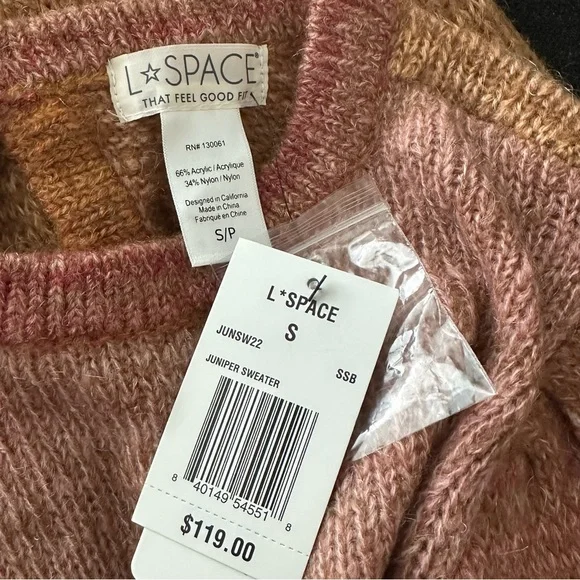 L☆SPACE®
THAT FEEL GOOD FIT
RN# 130061
66% Acrylic / Acrylique
34% Nylon / Nylon
Designed in California
Made in China
Fabriqué en Chine
S/P
L*SPACE
S
JUNSW22
SSB
JUNIPER SWEATER
8 40149 54551 8
$119.00